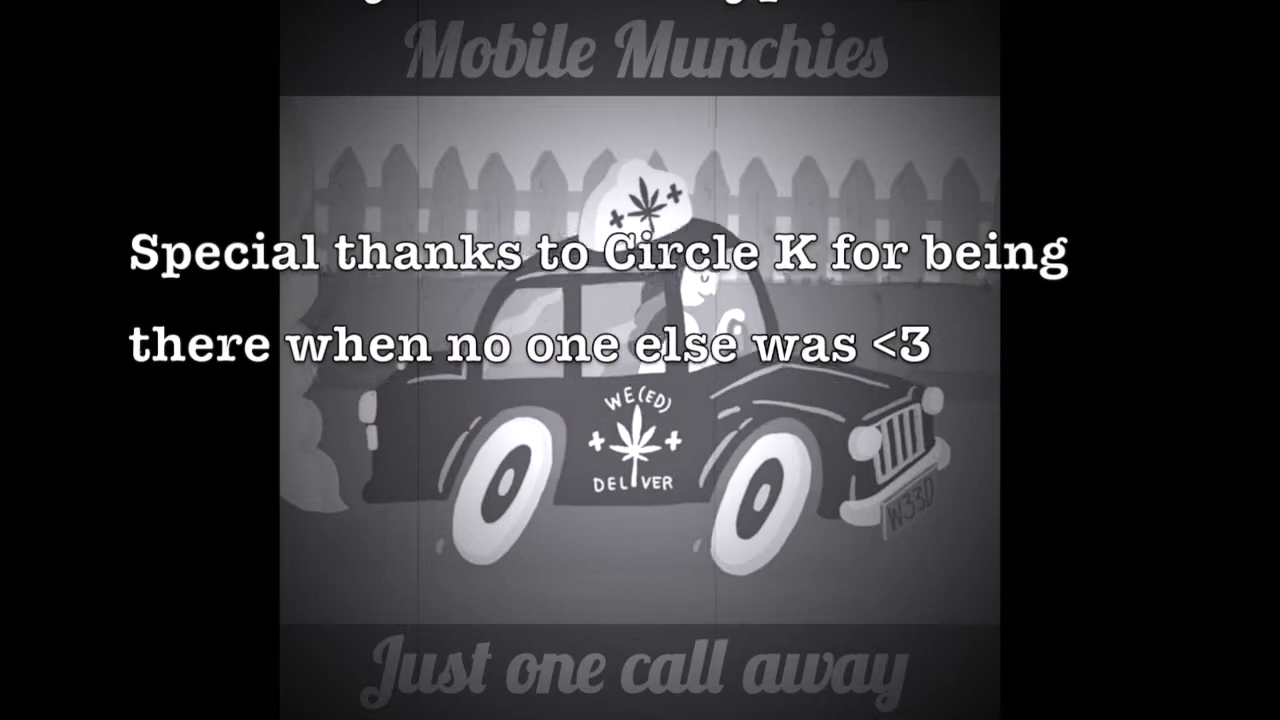 Mobile Munchies
Special thanks to Circle K for being
there when no one else was <3
WE(ED)
DELIVER
W33D
Just one call away